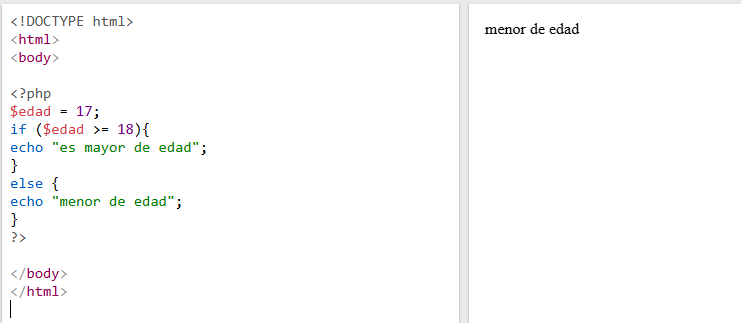 <!DOCTYPE html>
<html>
<body>
<?php
$edad = 17;
if ($edad >= 18){
echo "es mayor de edad";
}
else {
echo "menor de edad";
}
?>
</body>
</html>
menor de edad